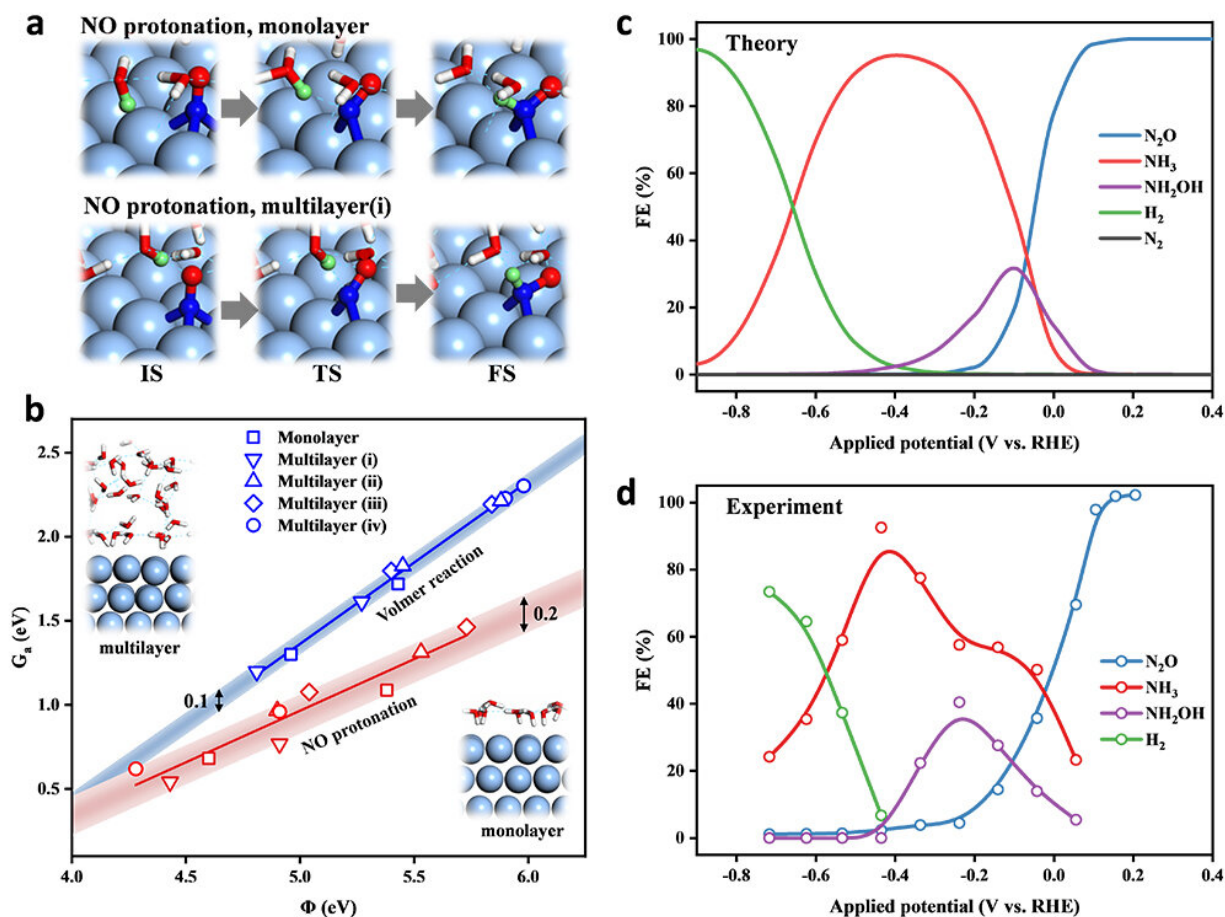 a
NO protonation, monolayer
NO protonation, multilayer(i)
IS TS FS
b
2.5
2.0
1.5
1.0
0.5
Gₐ (eV)
Monolayer
Multilayer (i)
Multilayer (ii)
Multilayer (iii)
Multilayer (iv)
multilayer
Volmer reaction
0.2
0.1
NO protonation
monolayer
4.0 4.5 5.0 5.5 6.0
Φ (eV)
c
Theory
100
80
60
40
20
0
FE (%)
N₂O
NH₃
NH₂OH
H₂
N₂
-0.8 -0.6 -0.4 -0.2 0.0 0.2 0.4
Applied potential (V vs. RHE)
d
Experiment
100
80
60
40
20
0
FE (%)
N₂O
NH₃
NH₂OH
H₂
-0.8 -0.6 -0.4 -0.2 0.0 0.2 0.4
Applied potential (V vs. RHE)